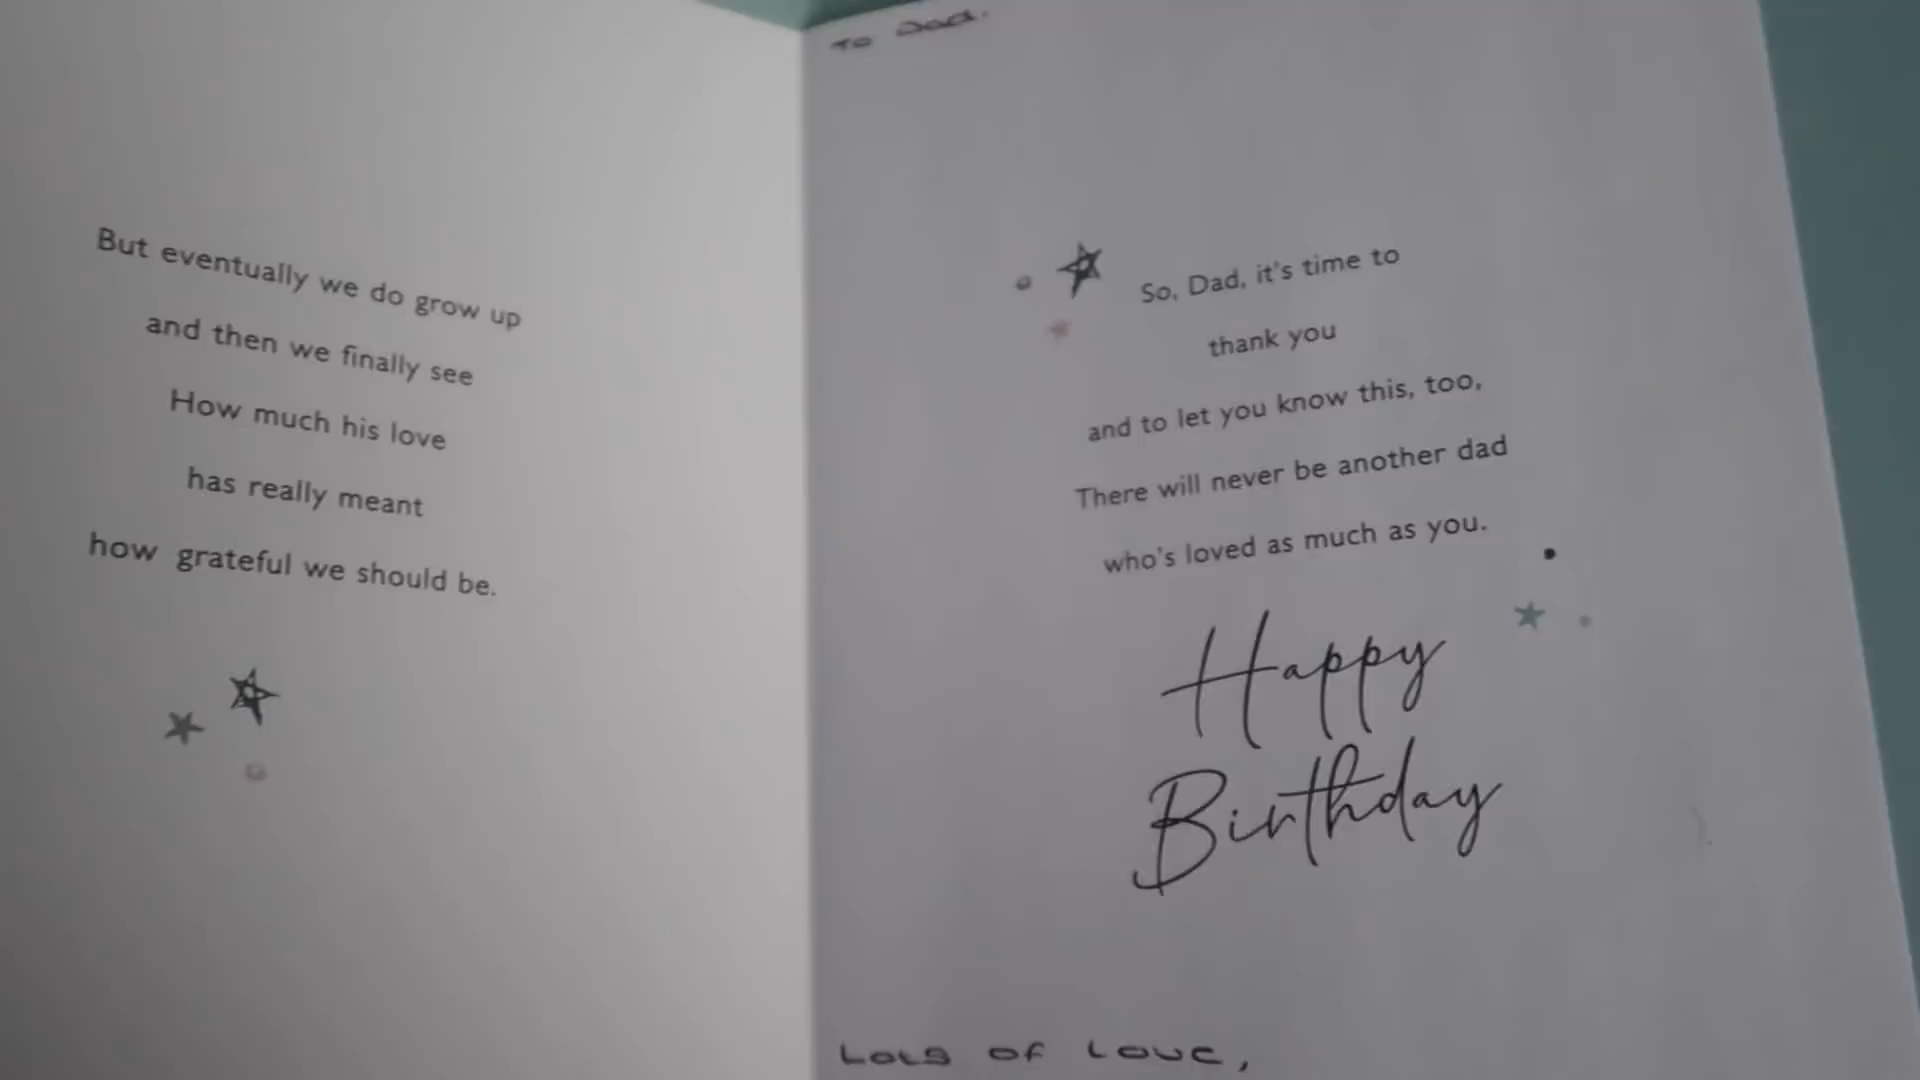 But eventually we do grow up
and then we finally see
How much his love
has really meant
how grateful we should be.
To Dad.
So, Dad, it's time to
thank you
and to let you know this, too,
There will never be another dad
who's loved as much as you.
Happy
Birthday
Lots of Love,